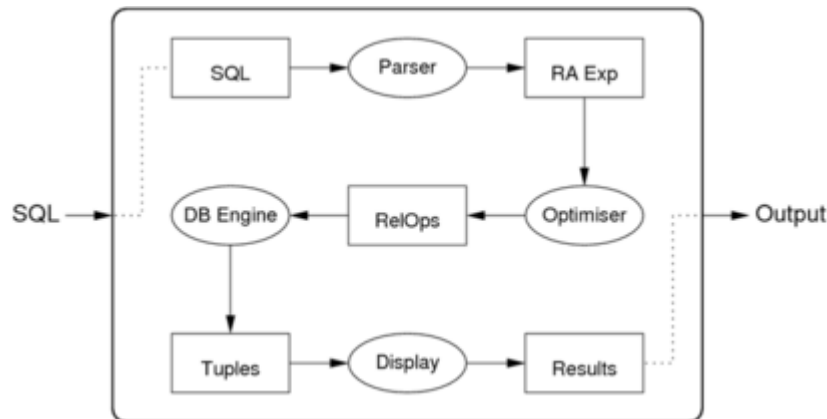 SQL
Parser
RA Exp
SQL
DB Engine
RelOps
Optimiser
Output
Tuples
Display
Results